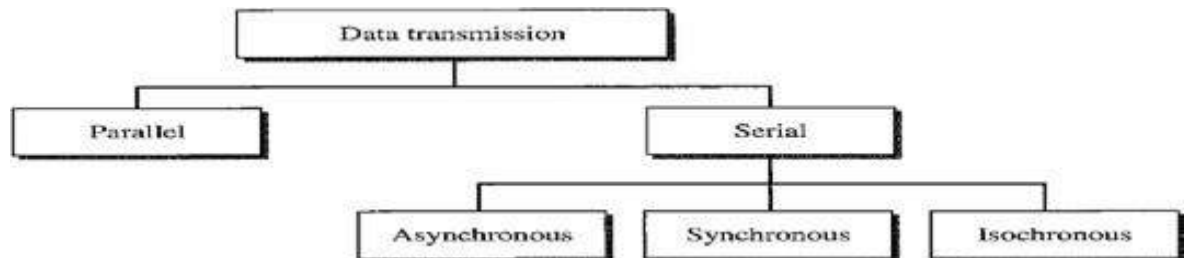 Data transmission
Parallel
Serial
Asynchronous
Synchronous
Isochronous